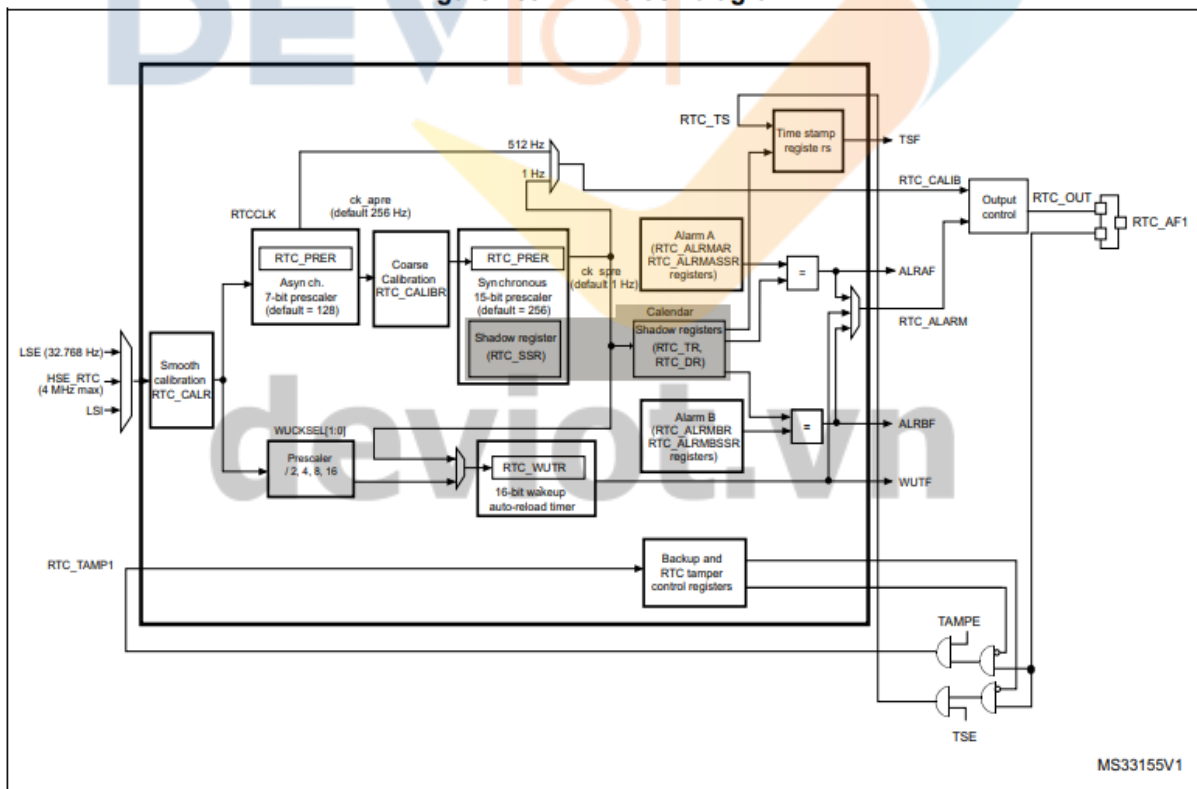 DEViOT
RTC_TS
Time stamp
registe rs
TSF
512 Hz
1 Hz
RTC_CALIB
Output
control
RTC_OUT
RTC_AF1
RTCCLK
ck_apre
(default 256 Hz)
RTC_PRER
Asyn ch.
7-bit prescaler
(default = 128)
Coarse
Calibration
RTC_CALIBR
RTC_PRER
Syn chronous
15-bit prescaler
(default = 256)
Shadow register
(RTC_SSR)
ck_spre
(default 1 Hz)
Alarm A
(RTC_ALRMAR
RTC_ALRMASSR
registers)
=
ALRAF
Calendar
Shadow registers
(RTC_TR,
RTC_DR)
RTC_ALARM
LSE (32.768 Hz)
HSE_RTC
(4 MHz max)
LSI
Smooth
calibration
RTC_CALR
deviot.vn
Alarm B
(RTC_ALRMBR
RTC_ALRMBSSR
registers)
=
ALRBF
WUCKSEL[1:0]
Prescaler
/ 2, 4, 8, 16
RTC_WUTR
16-bit wakeup
auto-reload timer
WUTF
RTC_TAMP1
Backup and
RTC tamper
control registers
TAMPE
TSE
MS33155V1